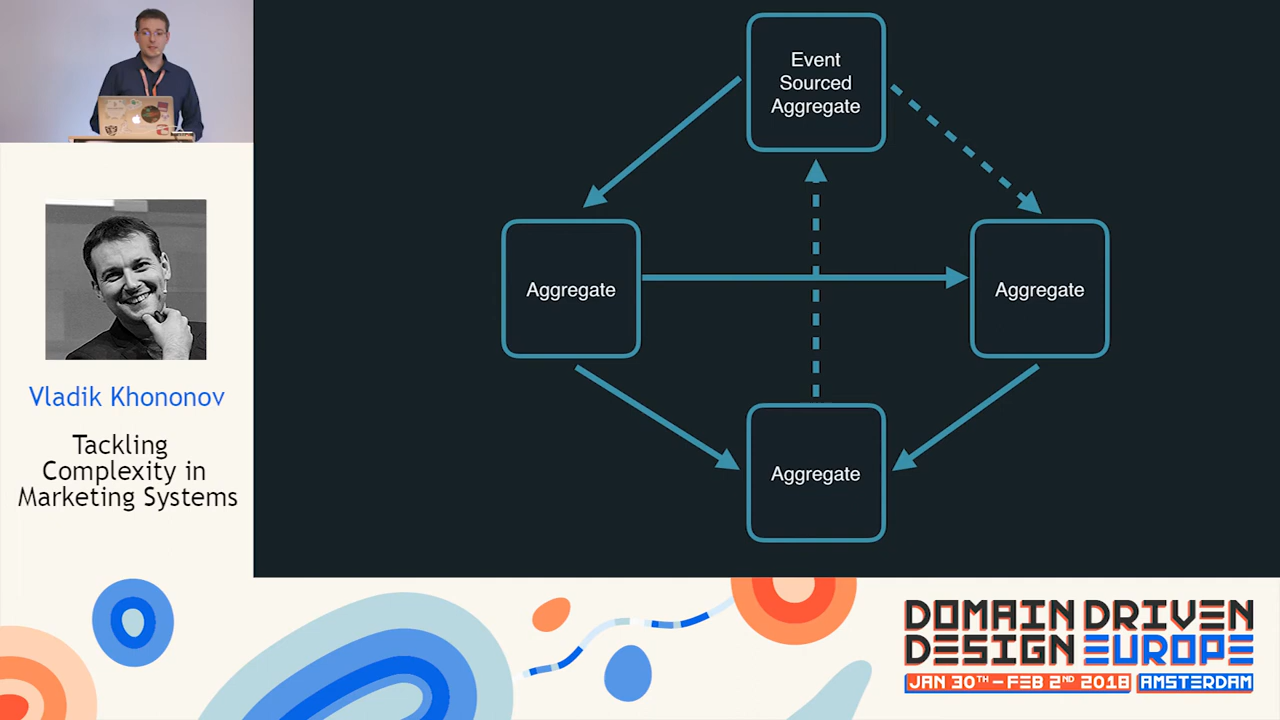 Event
Sourced
Aggregate
Aggregate
Aggregate
Aggregate
Vladik Khononov
Tackling
Complexity in
Marketing Systems
DOMAIN DRIVEN
DESIGN EUROPE
JAN 30TH – FEB 2ND 2018 AMSTERDAM